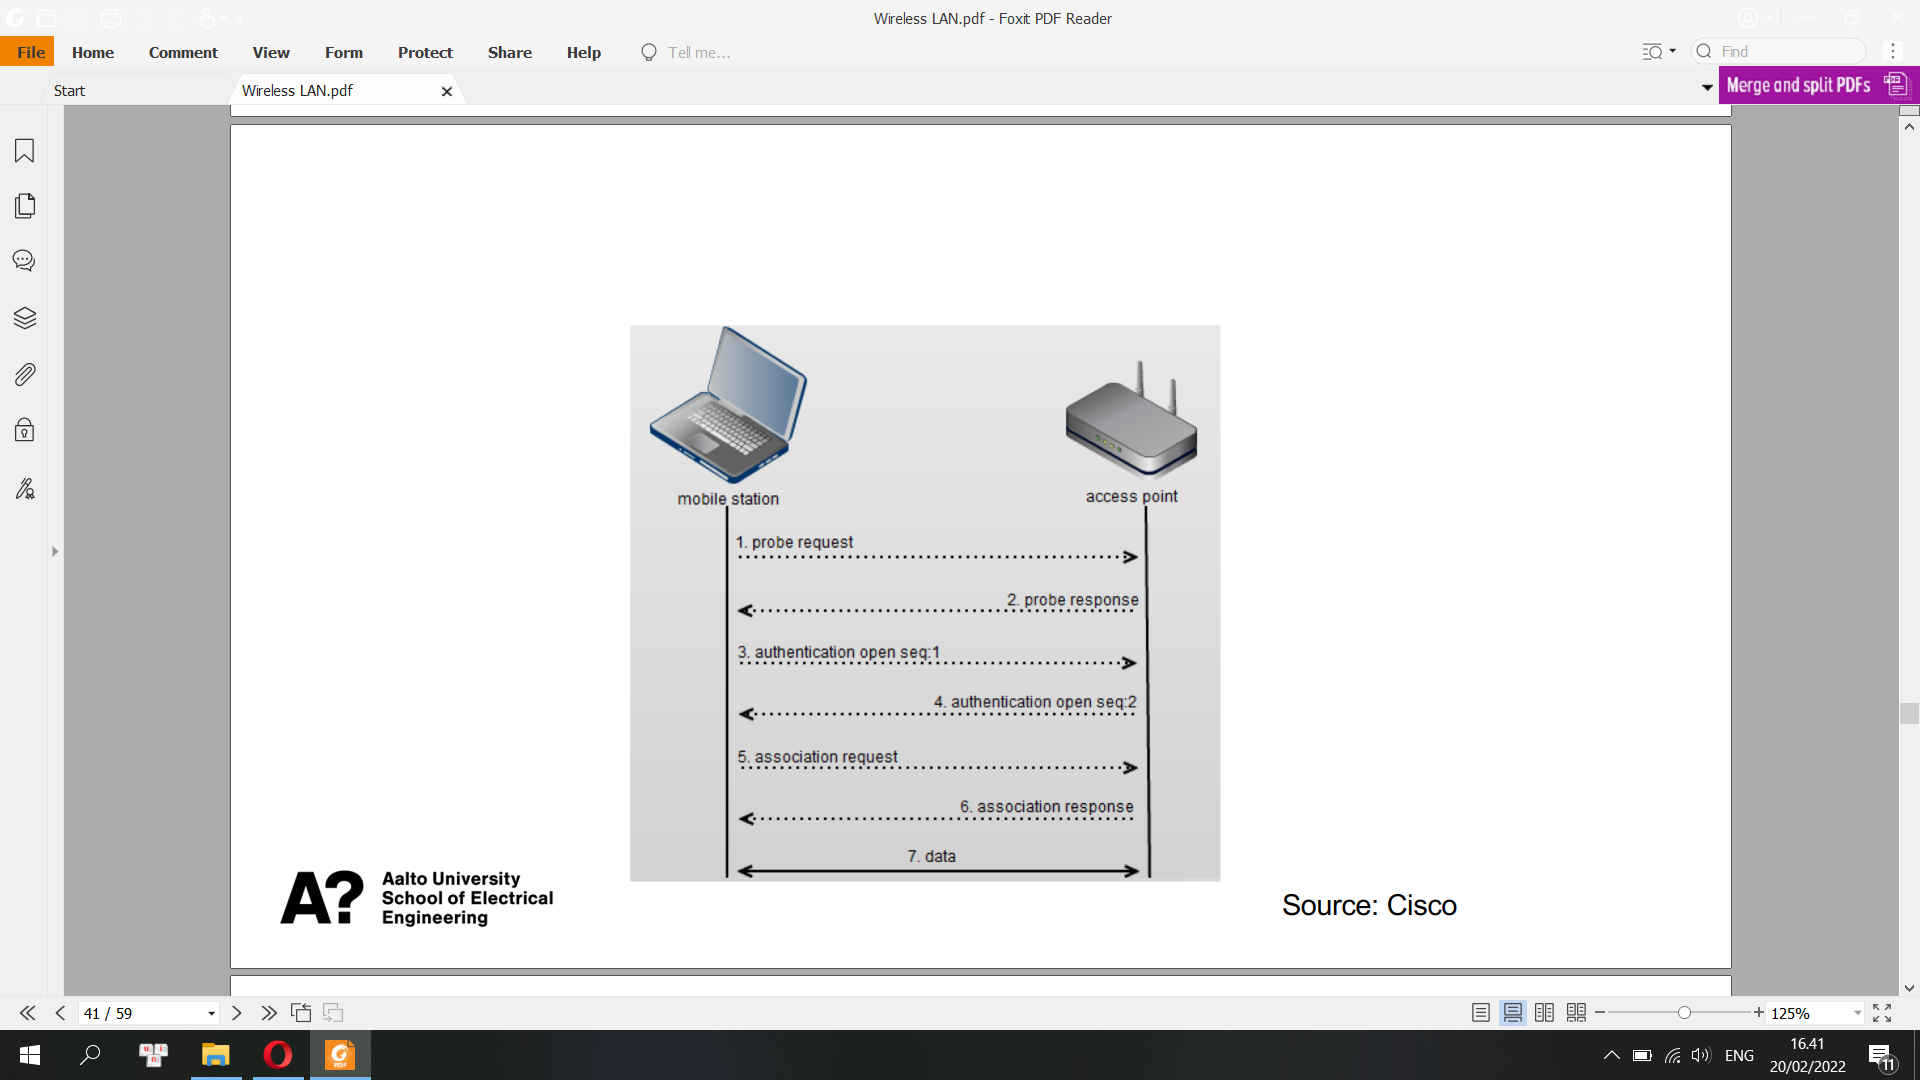 Wireless LAN.pdf - Foxit PDF Reader
File Home Comment View Form Protect Share Help Tell me... Find
Start Wireless LAN.pdf Merge and split PDFs
mobile station access point
1. probe request
2. probe response
3. authentication open seq:1
4. authentication open seq:2
5. association request
6. association response
7. data
A? Aalto University
School of Electrical
Engineering
Source: Cisco
41 / 59 125%
ENG 16.41
20/02/2022 11